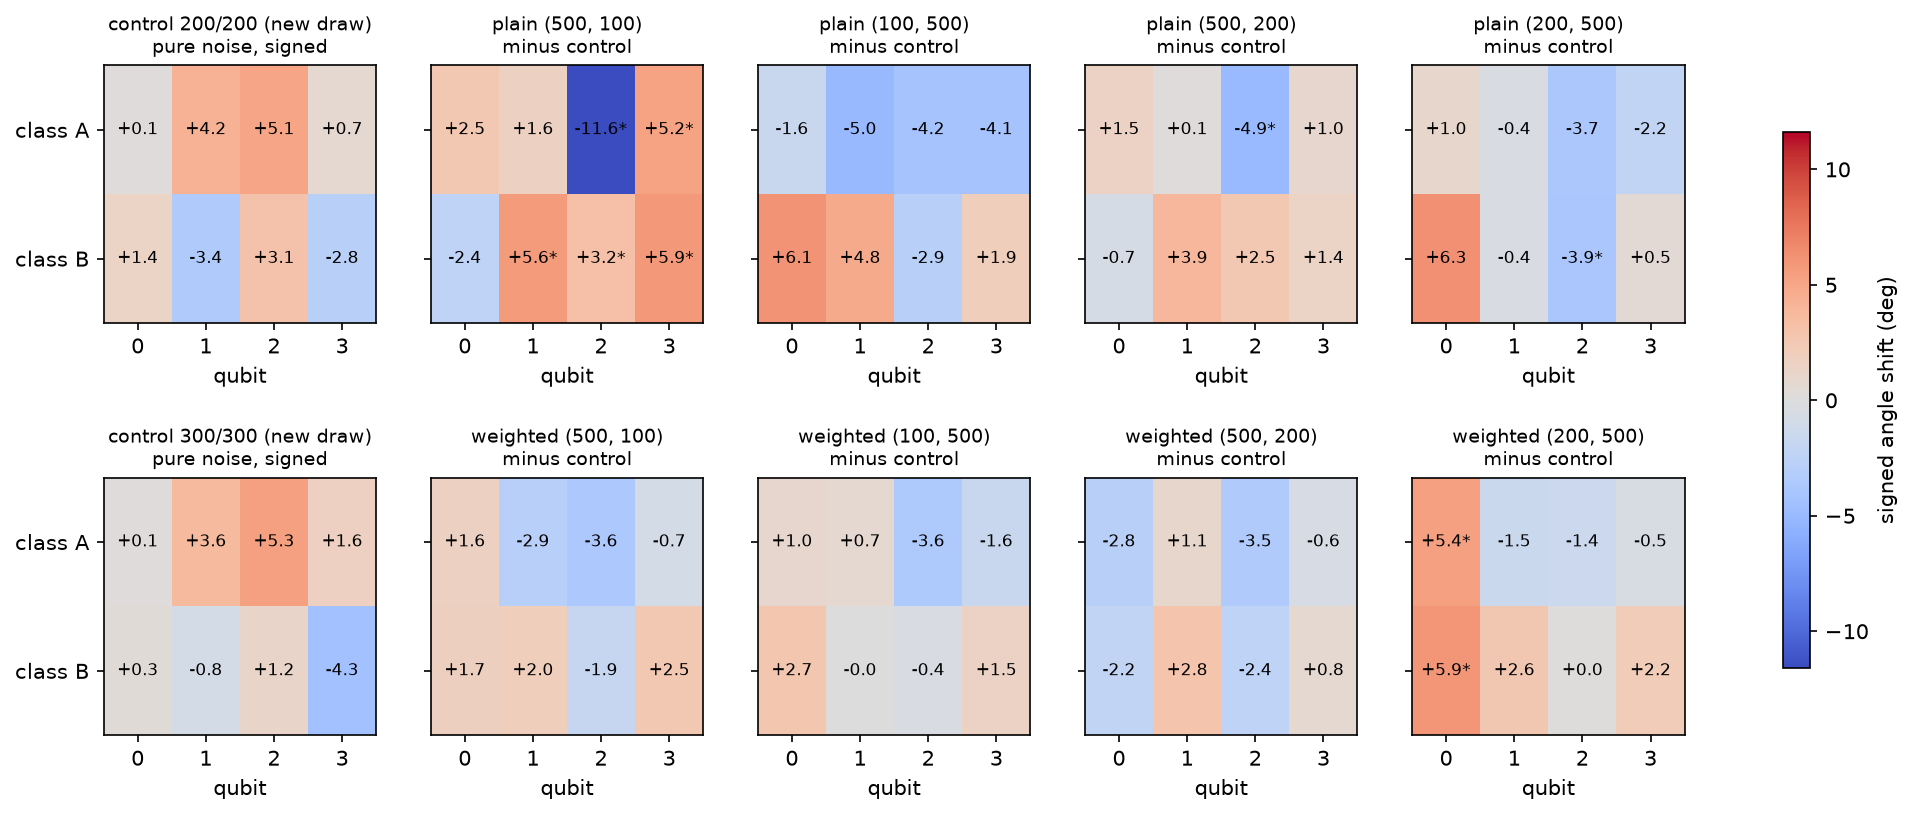 control 200/200 (new draw)
pure noise, signed
plain (500, 100)
minus control
plain (100, 500)
minus control
plain (500, 200)
minus control
plain (200, 500)
minus control
class A
+0.1 +4.2 +5.1 +0.7
+2.5 +1.6 -11.6* +5.2*
-1.6 -5.0 -4.2 -4.1
+1.5 +0.1 -4.9* +1.0
+1.0 -0.4 -3.7 -2.2
class B
+1.4 -3.4 +3.1 -2.8
-2.4 +5.6* +3.2* +5.9*
+6.1 +4.8 -2.9 +1.9
-0.7 +3.9 +2.5 +1.4
+6.3 -0.4 -3.9* +0.5
0 1 2 3
0 1 2 3
0 1 2 3
0 1 2 3
0 1 2 3
qubit
qubit
qubit
qubit
qubit
control 300/300 (new draw)
pure noise, signed
weighted (500, 100)
minus control
weighted (100, 500)
minus control
weighted (500, 200)
minus control
weighted (200, 500)
minus control
class A
+0.1 +3.6 +5.3 +1.6
+1.6 -2.9 -3.6 -0.7
+1.0 +0.7 -3.6 -1.6
-2.8 +1.1 -3.5 -0.6
+5.4* -1.5 -1.4 -0.5
class B
+0.3 -0.8 +1.2 -4.3
+1.7 +2.0 -1.9 +2.5
+2.7 -0.0 -0.4 +1.5
-2.2 +2.8 -2.4 +0.8
+5.9* +2.6 +0.0 +2.2
0 1 2 3
0 1 2 3
0 1 2 3
0 1 2 3
0 1 2 3
qubit
qubit
qubit
qubit
qubit
10
5
0
−5
−10
signed angle shift (deg)